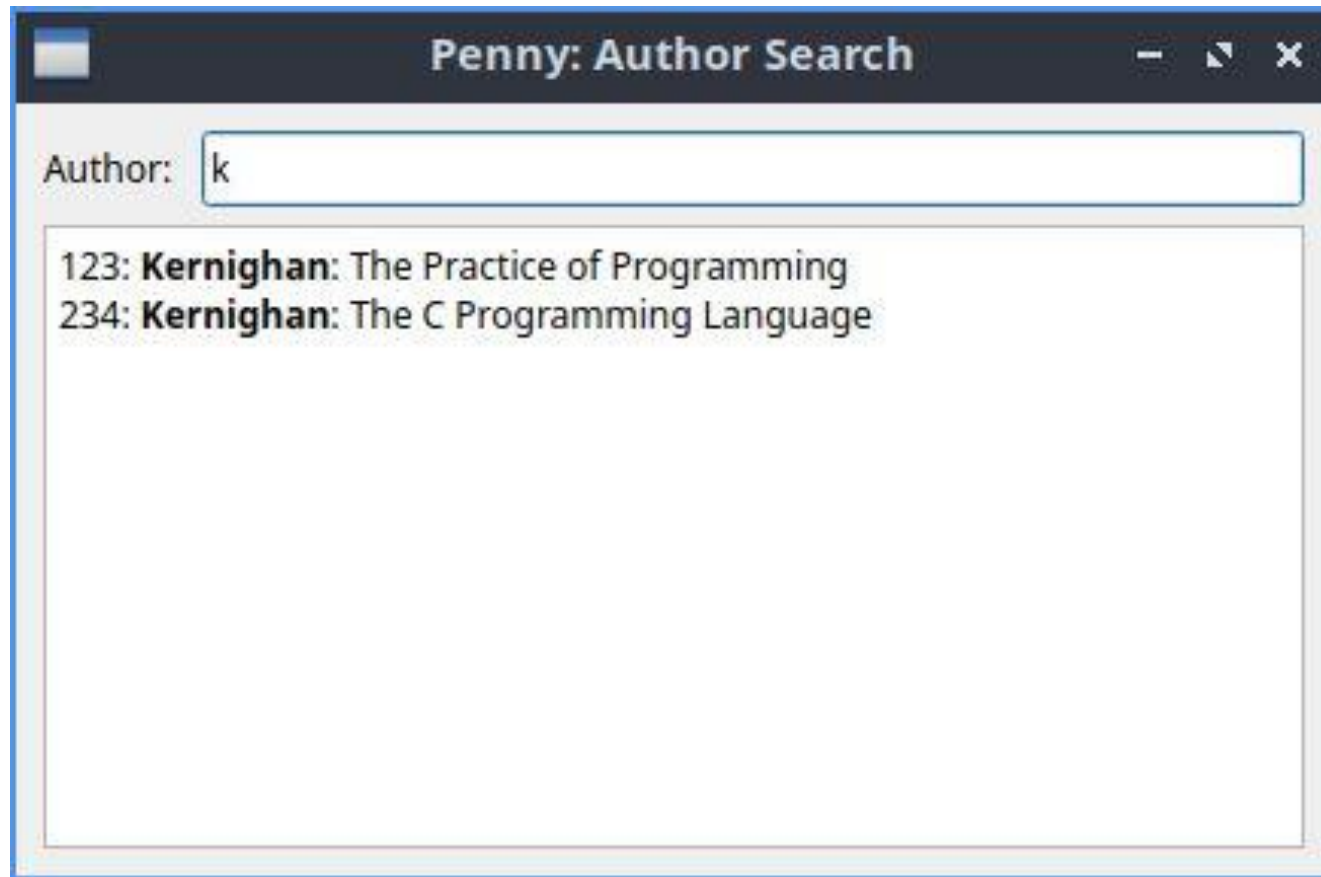 Penny: Author Search
Author: k
123: Kernighan: The Practice of Programming
234: Kernighan: The C Programming Language